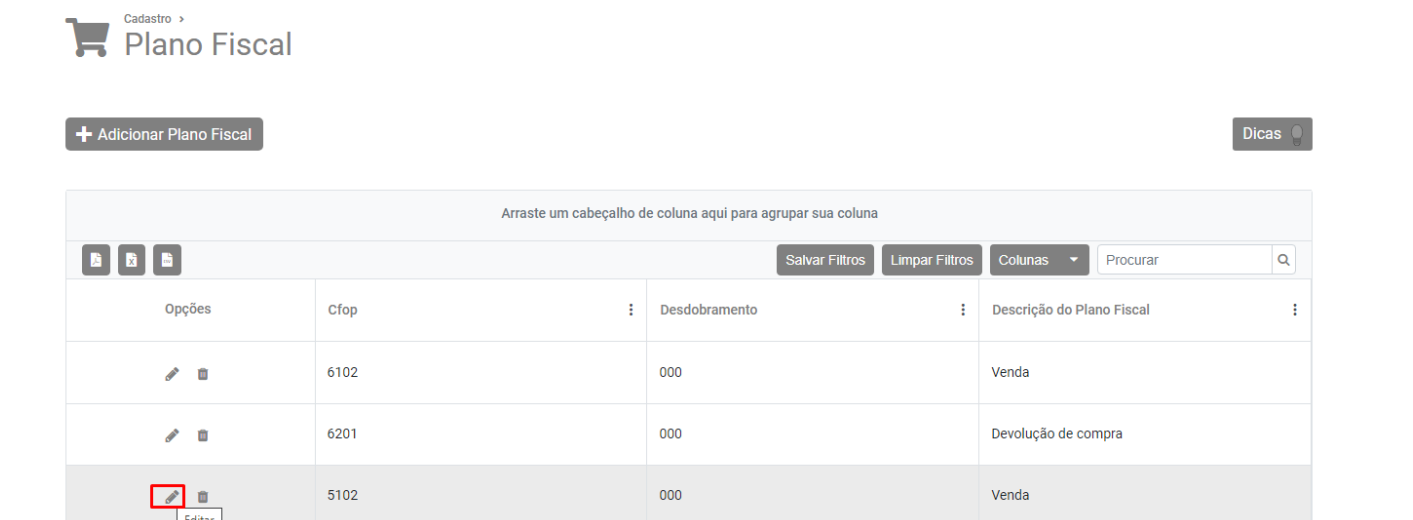 Cadastro ›
Plano Fiscal
Adicionar Plano Fiscal
Dicas
Arraste um cabeçalho de coluna aqui para agrupar sua coluna
Salvar Filtros Limpar Filtros Colunas Procurar
Opções Cfop Desdobramento Descrição do Plano Fiscal
6102 000 Venda
6201 000 Devolução de compra
5102 000 Venda
Editar